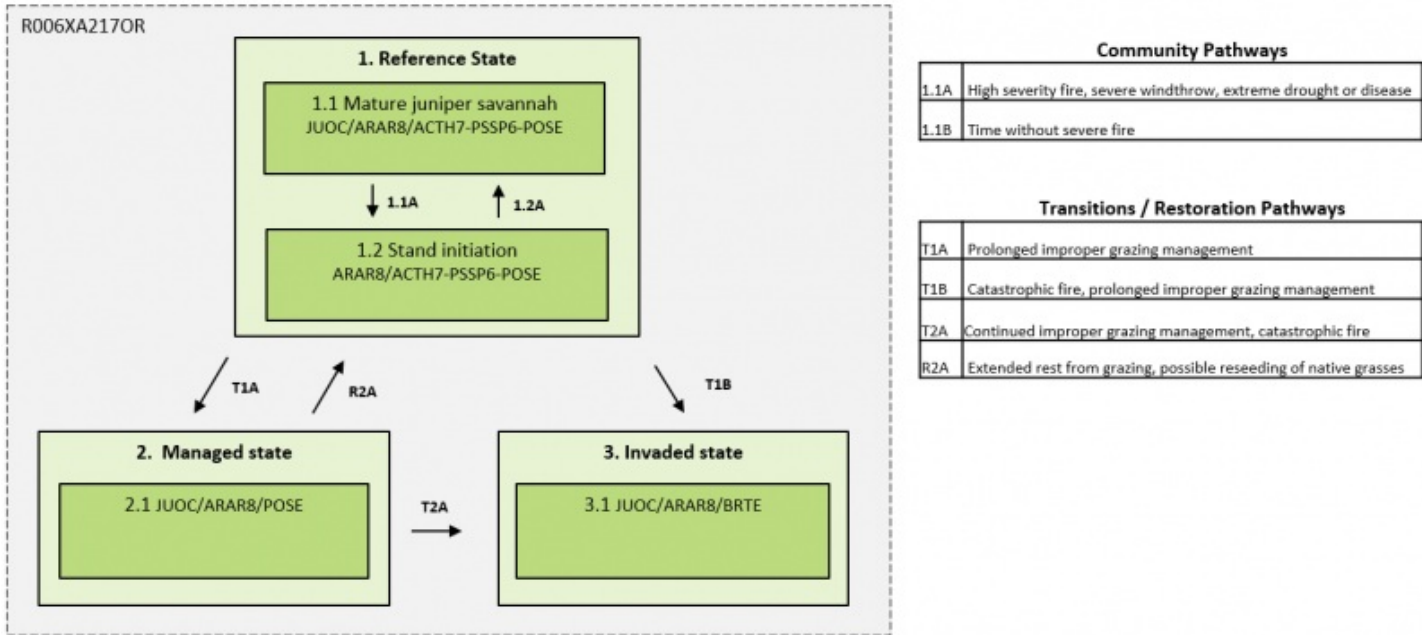 R006XA217OR
1. Reference State
1.1 Mature juniper savannah
JUOC/ARAR8/ACTH7-PSSP6-POSE
1.1A
1.2A
1.2 Stand initiation
ARAR8/ACTH7-PSSP6-POSE
T1A
R2A
T1B
2. Managed state
2.1 JUOC/ARAR8/POSE
T2A
3. Invaded state
3.1 JUOC/ARAR8/BRTE
Community Pathways
1.1A High severity fire, severe windthrow, extreme drought or disease
1.1B Time without severe fire
Transitions / Restoration Pathways
T1A Prolonged improper grazing management
T1B Catastrophic fire, prolonged improper grazing management
T2A Continued improper grazing management, catastrophic fire
R2A Extended rest from grazing, possible reseeding of native grasses